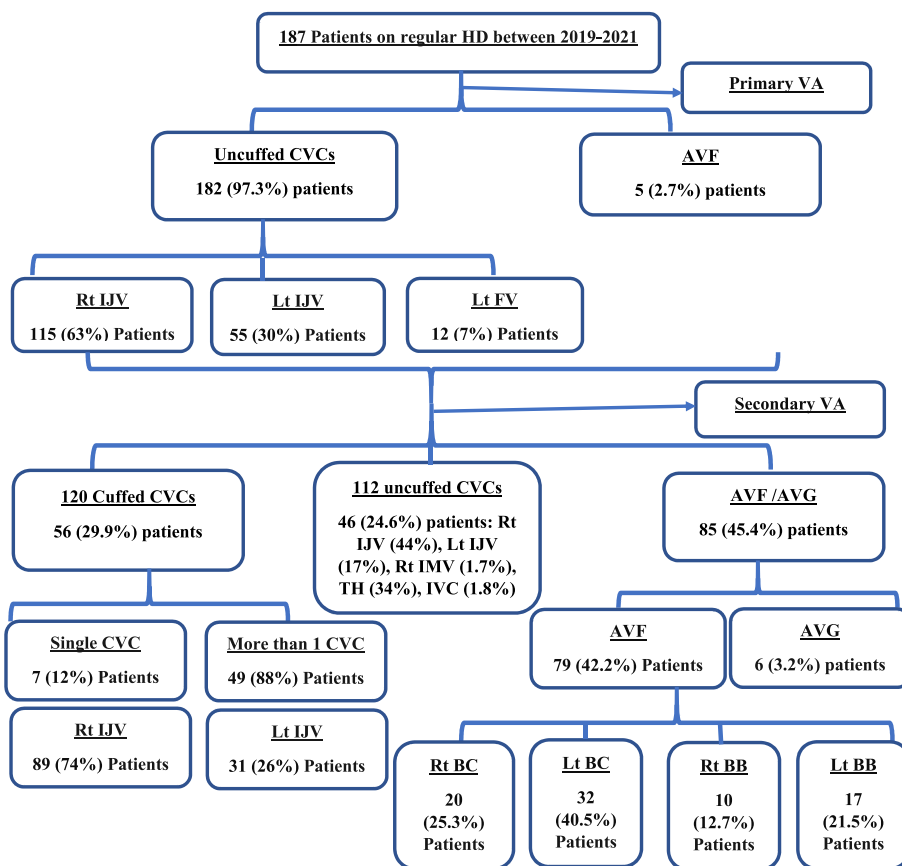 187 Patients on regular HD between 2019-2021
Primary VA
Uncuffed CVCs
182 (97.3%) patients
AVF
5 (2.7%) patients
Rt IJV
115 (63%) Patients
Lt IJV
55 (30%) Patients
Lt FV
12 (7%) Patients
Secondary VA
120 Cuffed CVCs
56 (29.9%) patients
112 uncuffed CVCs
46 (24.6%) patients: Rt
IJV (44%), Lt IJV
(17%), Rt IMV (1.7%),
TH (34%), IVC (1.8%)
AVF /AVG
85 (45.4%) patients
Single CVC
7 (12%) Patients
More than 1 CVC
49 (88%) Patients
AVF
79 (42.2%) Patients
AVG
6 (3.2%) patients
Rt IJV
89 (74%) Patients
Lt IJV
31 (26%) Patients
Rt BC
20
(25.3%)
Patients
Lt BC
32
(40.5%)
Patients
Rt BB
10
(12.7%)
Patients
Lt BB
17
(21.5%)
Patients